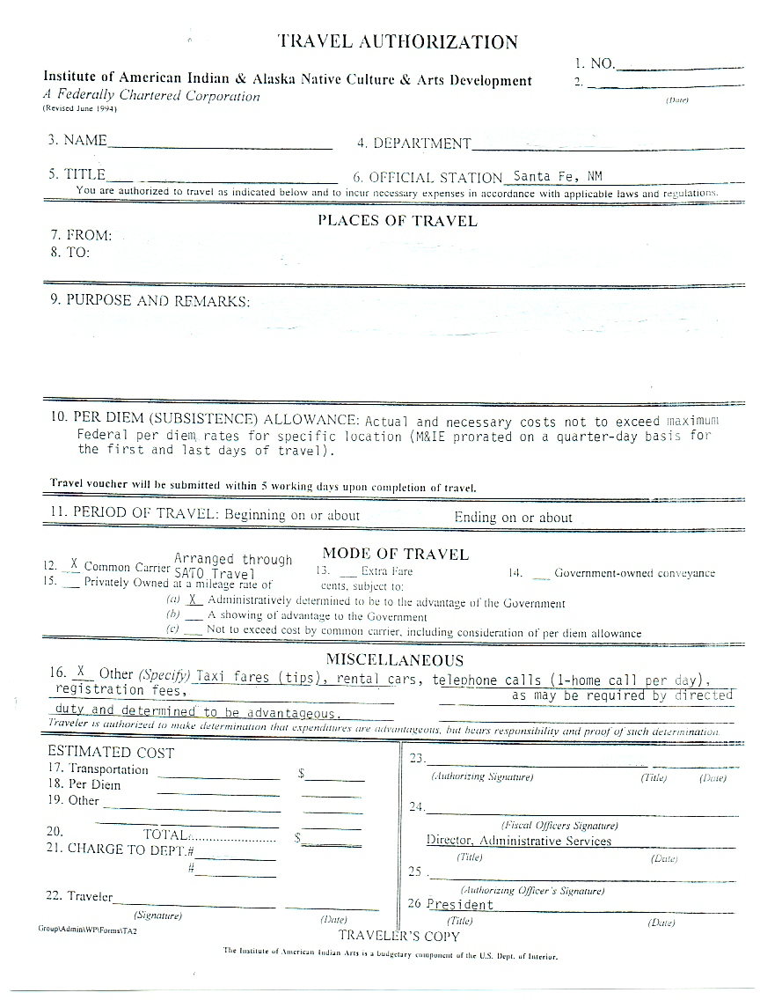 TRAVEL AUTHORIZATION
1. NO.
Institute of American Indian & Alaska Native Culture & Arts Development
2.
A Federally Chartered Corporation
(Date)
(Revised June 1994)
3. NAME 4. DEPARTMENT
5. TITLE 6. OFFICIAL STATION Santa Fe, NM
You are authorized to travel as indicated below and to incur necessary expenses in accordance with applicable laws and regulations.
PLACES OF TRAVEL
7. FROM:
8. TO:
9. PURPOSE AND REMARKS:
10. PER DIEM (SUBSISTENCE) ALLOWANCE: Actual and necessary costs not to exceed maximum
Federal per diem rates for specific location (M&IE prorated on a quarter-day basis for
the first and last days of travel).
Travel voucher will be submitted within 5 working days upon completion of travel.
11. PERIOD OF TRAVEL: Beginning on or about Ending on or about
MODE OF TRAVEL
12. X Common Carrier Arranged through SATO Travel 13. Extra Fare 14. Government-owned conveyance
15. Privately Owned at a mileage rate of cents, subject to:
(a) X Administratively determined to be to the advantage of the Government
(b) A showing of advantage to the Government
(c) Not to exceed cost by common carrier, including consideration of per diem allowance
MISCELLANEOUS
16. X Other (Specify) Taxi fares (tips), rental cars, telephone calls (1-home call per day),
registration fees, as may be required by directed
duty and determined to be advantageous.
Traveler is authorized to make determination that expenditures are advantageous, but bears responsibility and proof of such determination.
ESTIMATED COST
17. Transportation $
18. Per Diem
19. Other
20. TOTAL: $
21. CHARGE TO DEPT.#
#
22. Traveler
(Signature) (Date)
23.
(Authorizing Signature) (Title) (Date)
24.
(Fiscal Officers Signature)
Director, Administrative Services
(Title) (Date)
25.
(Authorizing Officer's Signature)
26 President
(Title) (Date)
Group\Admin\WP\Forms\TA2
TRAVELER'S COPY
The Institute of American Indian Arts is a budgetary component of the U.S. Dept. of Interior.